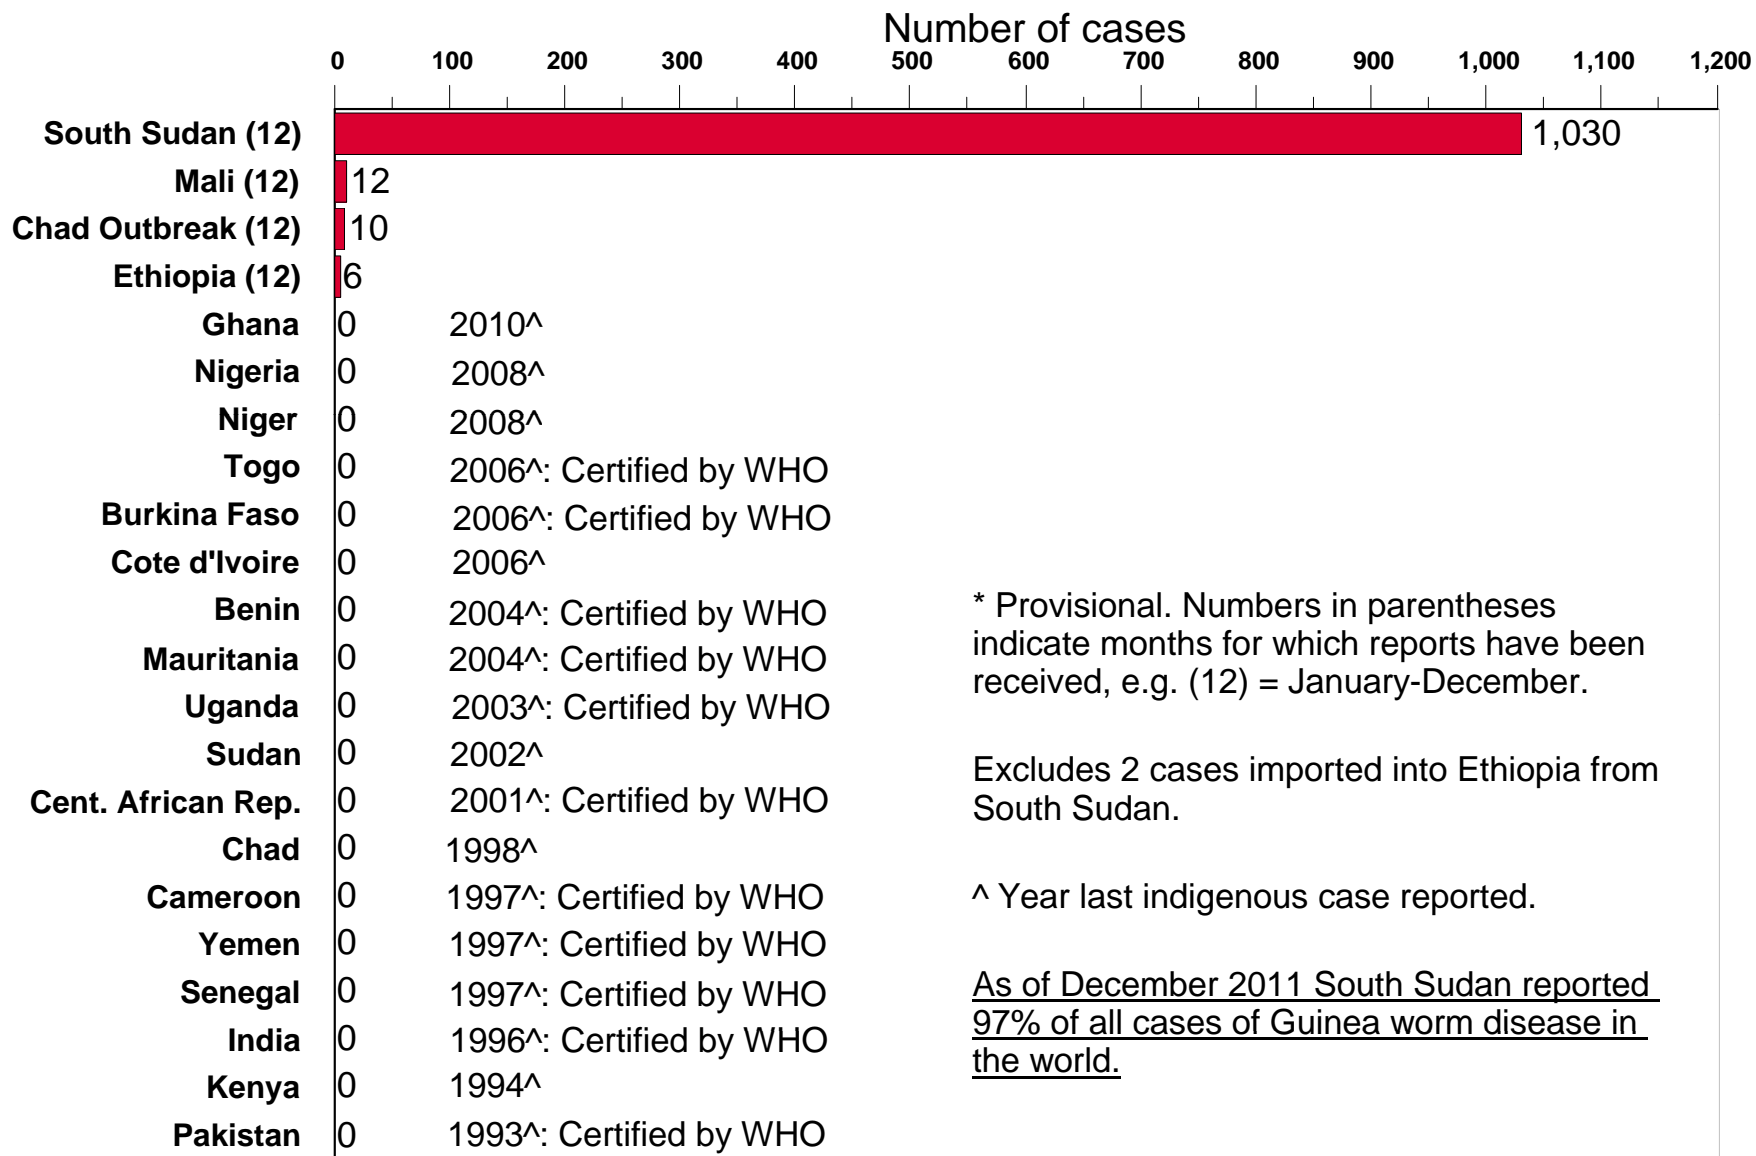 Number of cases
0 100 200 300 400 500 600 700 800 900 1,000 1,100 1,200
South Sudan (12) 1,030
Mali (12) 12
Chad Outbreak (12) 10
Ethiopia (12) 6
Ghana 0 2010^
Nigeria 0 2008^
Niger 0 2008^
Togo 0 2006^: Certified by WHO
Burkina Faso 0 2006^: Certified by WHO
Cote d'Ivoire 0 2006^
Benin 0 2004^: Certified by WHO
Mauritania 0 2004^: Certified by WHO
Uganda 0 2003^: Certified by WHO
Sudan 0 2002^
Cent. African Rep. 0 2001^: Certified by WHO
Chad 0 1998^
Cameroon 0 1997^: Certified by WHO
Yemen 0 1997^: Certified by WHO
Senegal 0 1997^: Certified by WHO
India 0 1996^: Certified by WHO
Kenya 0 1994^
Pakistan 0 1993^: Certified by WHO
* Provisional. Numbers in parentheses
indicate months for which reports have been
received, e.g. (12) = January-December.
Excludes 2 cases imported into Ethiopia from
South Sudan.
^ Year last indigenous case reported.
As of December 2011 South Sudan reported
97% of all cases of Guinea worm disease in
the world.